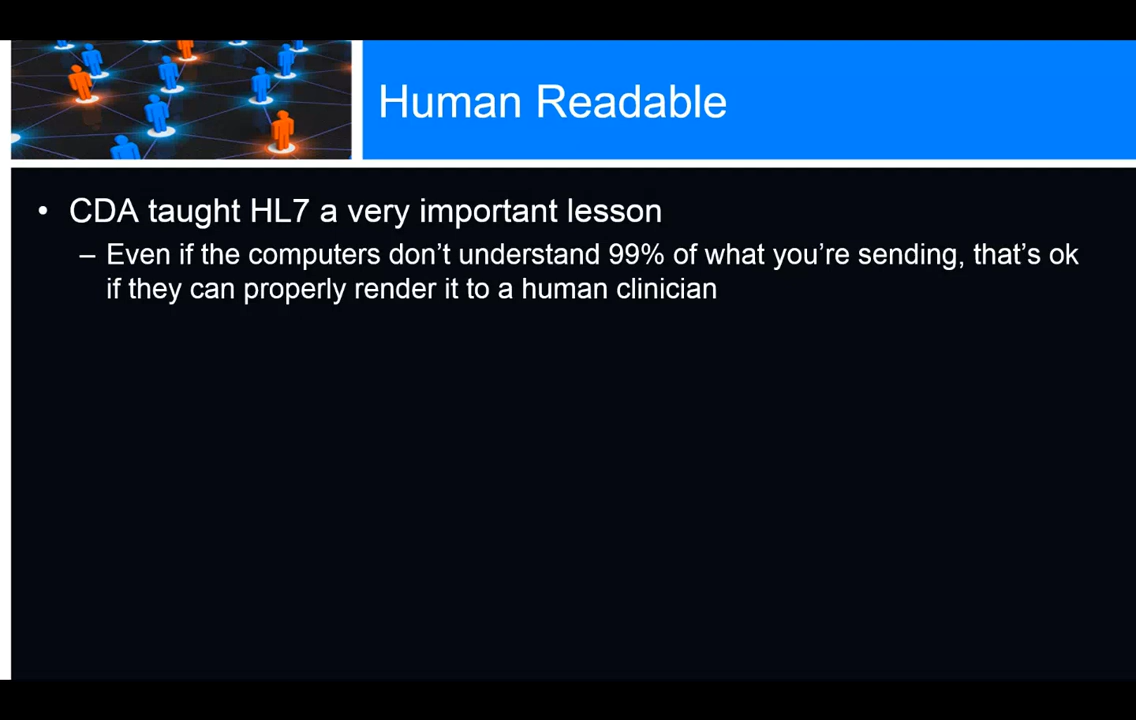 Human Readable
• CDA taught HL7 a very important lesson
– Even if the computers don’t understand 99% of what you’re sending, that’s ok
if they can properly render it to a human clinician